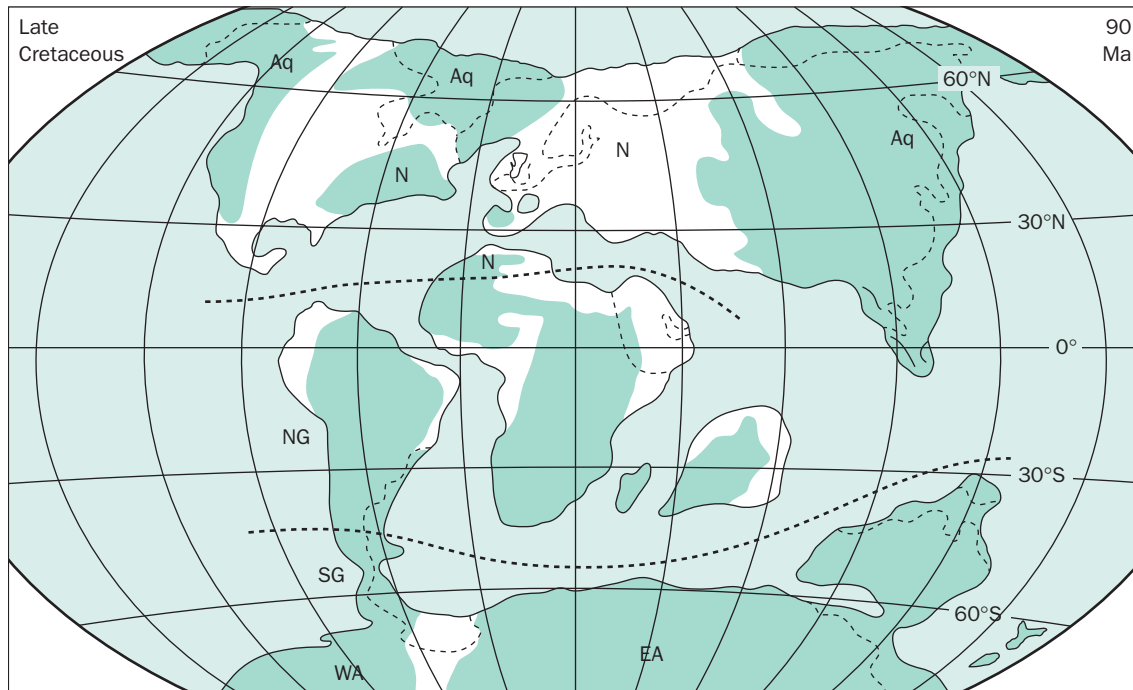 Late
Cretaceous
90
Ma
Aq
Aq
60°N
Aq
N
N
30°N
N
0°
NG
30°S
SG
60°S
EA
WA